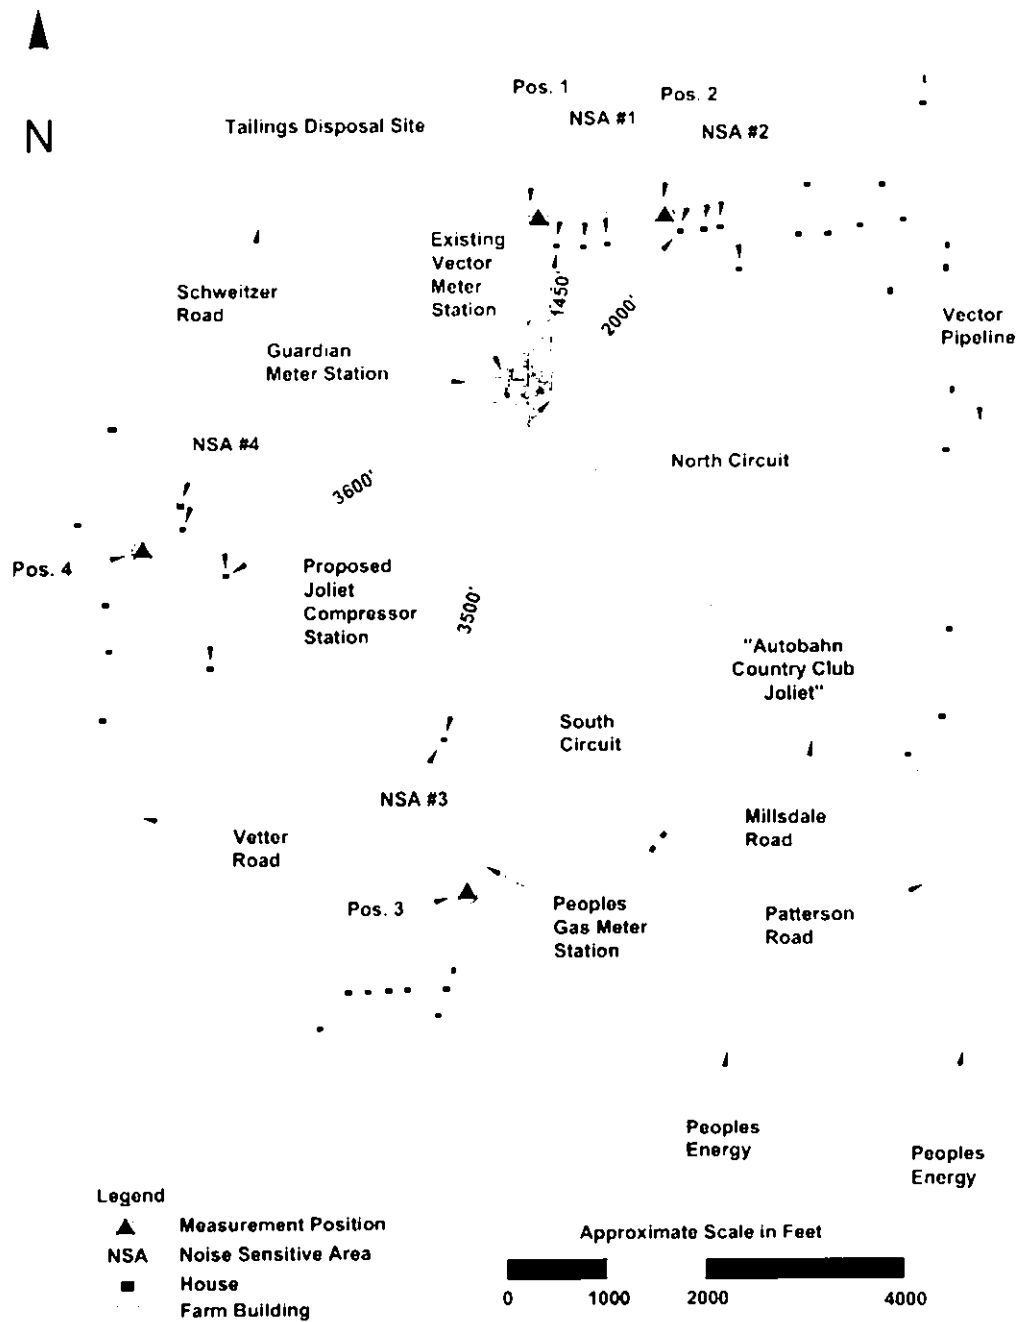 Pos. 1
Pos. 2
NSA #1
Tailings Disposal Site
NSA #2
N
Existing
Vector
Meter
Station
1450'
2000'
Schweitzer
Road
Vector
Pipeline
Guardian
Meter Station
NSA #4
North Circuit
3600'
Pos. 4
Proposed
Joliet
Compressor
Station
3500'
"Autobahn
Country Club
Joliet"
South
Circuit
NSA #3
Millsdale
Road
Vetter
Road
Pos. 3
Peoples
Gas Meter
Station
Patterson
Road
Peoples
Energy
Peoples
Energy
Legend
Measurement Position
NSA Noise Sensitive Area
House
Farm Building
Approximate Scale in Feet
0 1000 2000 4000